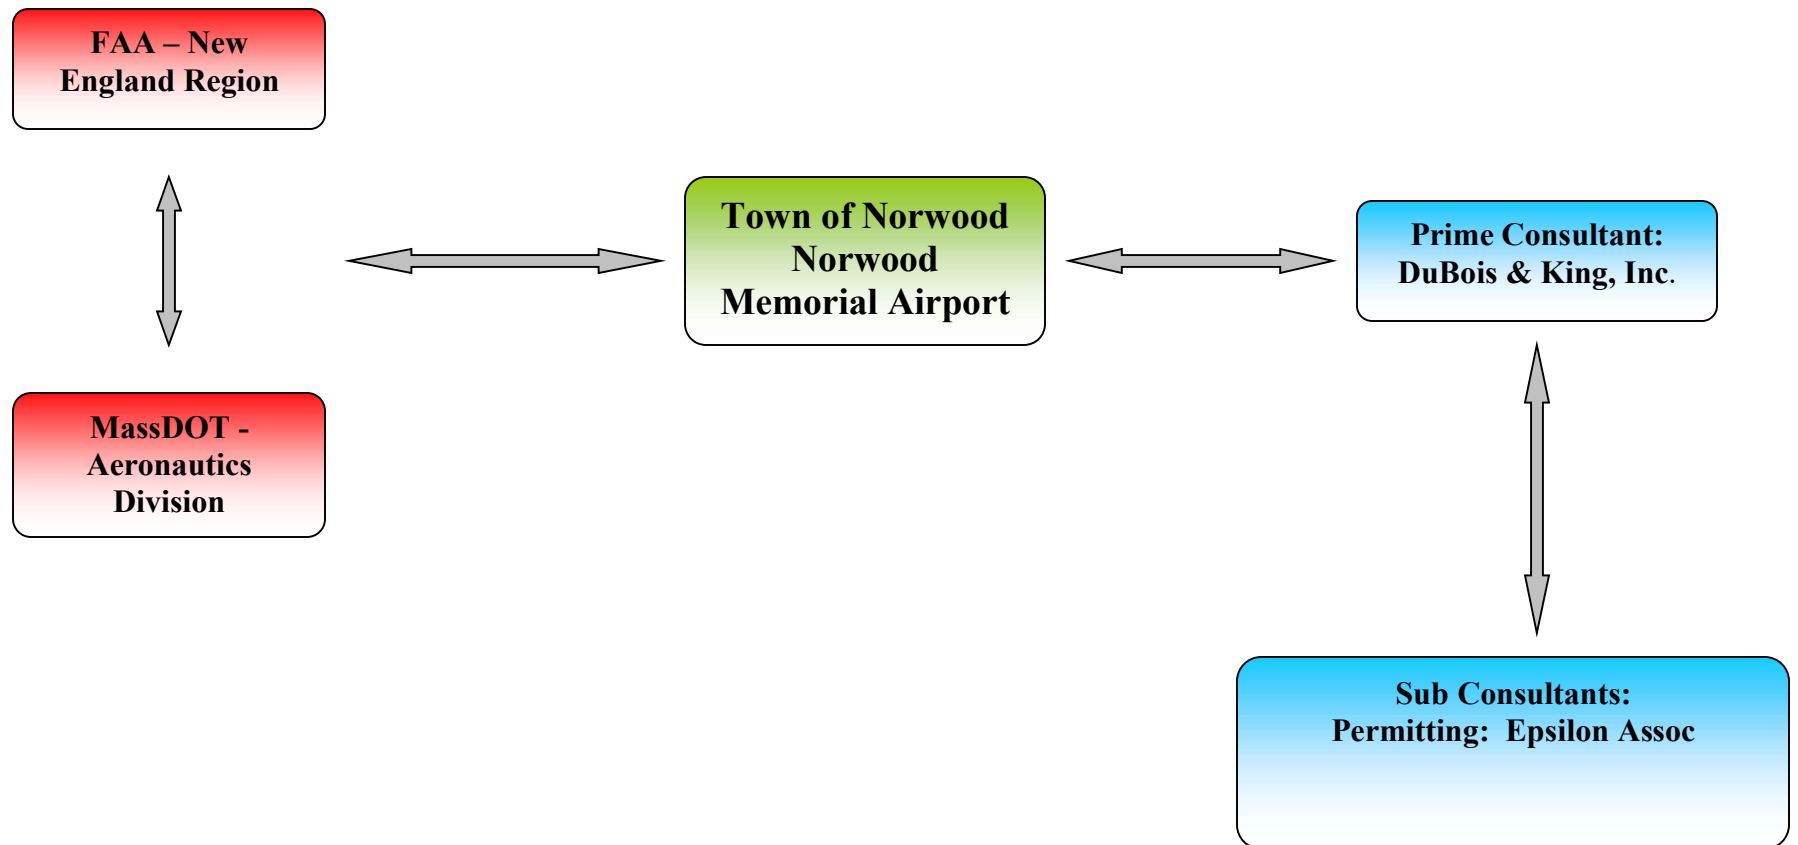 FAA – New
England Region
Town of Norwood
Norwood
Memorial Airport
Prime Consultant:
DuBois & King, Inc.
MassDOT -
Aeronautics
Division
Sub Consultants:
Permitting:  Epsilon Assoc